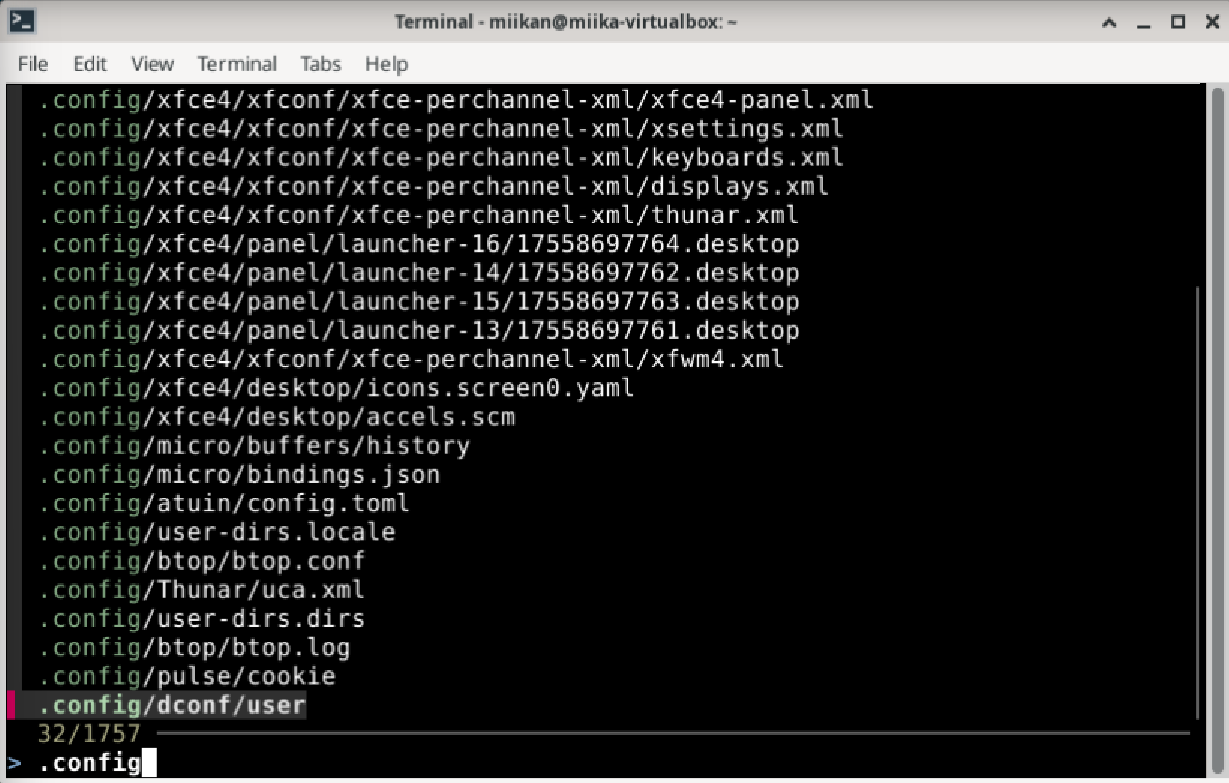 Terminal - miikan@miika-virtualbox: ~
File Edit View Terminal Tabs Help
.config/xfce4/xfconf/xfce-perchannel-xml/xfce4-panel.xml
.config/xfce4/xfconf/xfce-perchannel-xml/xsettings.xml
.config/xfce4/xfconf/xfce-perchannel-xml/keyboards.xml
.config/xfce4/xfconf/xfce-perchannel-xml/displays.xml
.config/xfce4/xfconf/xfce-perchannel-xml/thunar.xml
.config/xfce4/panel/launcher-16/17558697764.desktop
.config/xfce4/panel/launcher-14/17558697762.desktop
.config/xfce4/panel/launcher-15/17558697763.desktop
.config/xfce4/panel/launcher-13/17558697761.desktop
.config/xfce4/xfconf/xfce-perchannel-xml/xfwm4.xml
.config/xfce4/desktop/icons.screen0.yaml
.config/xfce4/desktop/accels.scm
.config/micro/buffers/history
.config/micro/bindings.json
.config/atuin/config.toml
.config/user-dirs.locale
.config/btop/btop.conf
.config/Thunar/uca.xml
.config/user-dirs.dirs
.config/btop/btop.log
.config/pulse/cookie
.config/dconf/user
32/1757
> .config